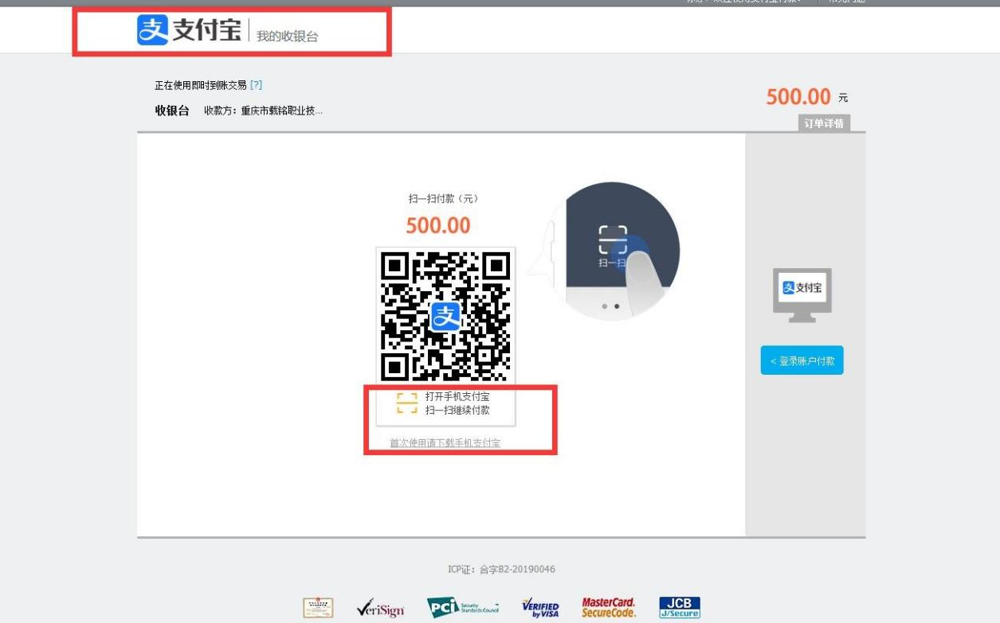 支付宝 我的收银台
正在使用即时到账交易 [?]
收银台 收款方：重庆市载铭职业技...
500.00 元
订单详情
扫一扫付款（元）
500.00
扫一扫
支
打开手机支付宝
扫一扫继续付款
首次使用请下载手机支付宝
支付宝
< 登录账户付款
ICP证：合字B2-20190046
VeriSign
PCI Security Standards Council
VERIFIED by VISA
MasterCard. SecureCode.
JCB J/Secure